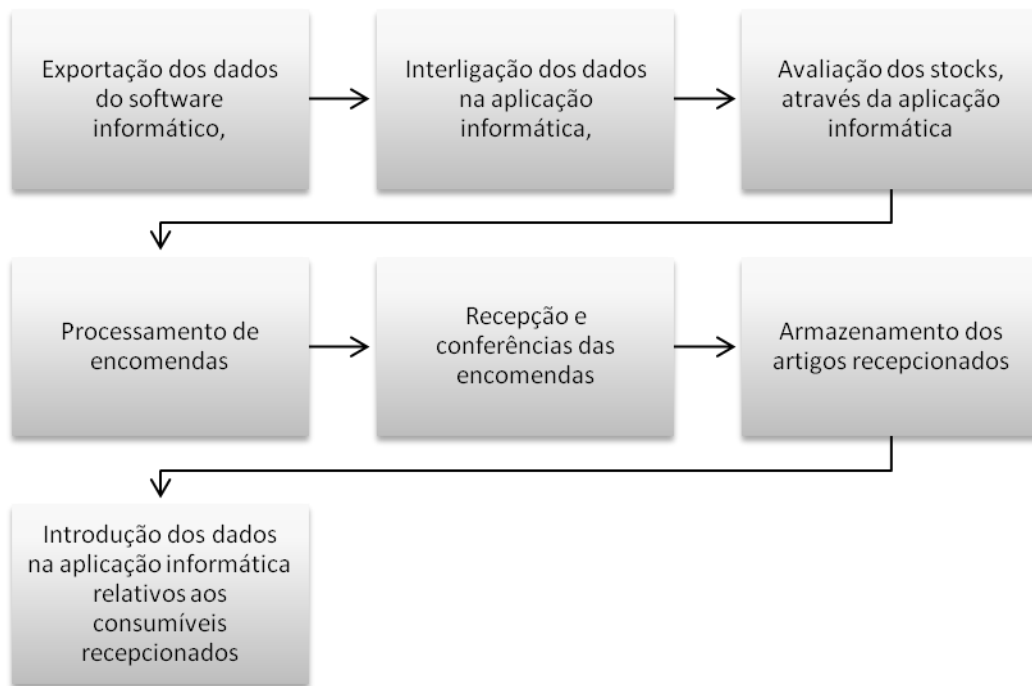 Exportação dos dados
do software
informático,
Interligação dos dados
na aplicação
informática,
Avaliação dos stocks,
através da aplicação
informática
Processamento de
encomendas
Recepção e
conferências das
encomendas
Armazenamento dos
artigos recepcionados
Introdução dos dados
na aplicação informática
relativos aos
consumíveis
recepcionados